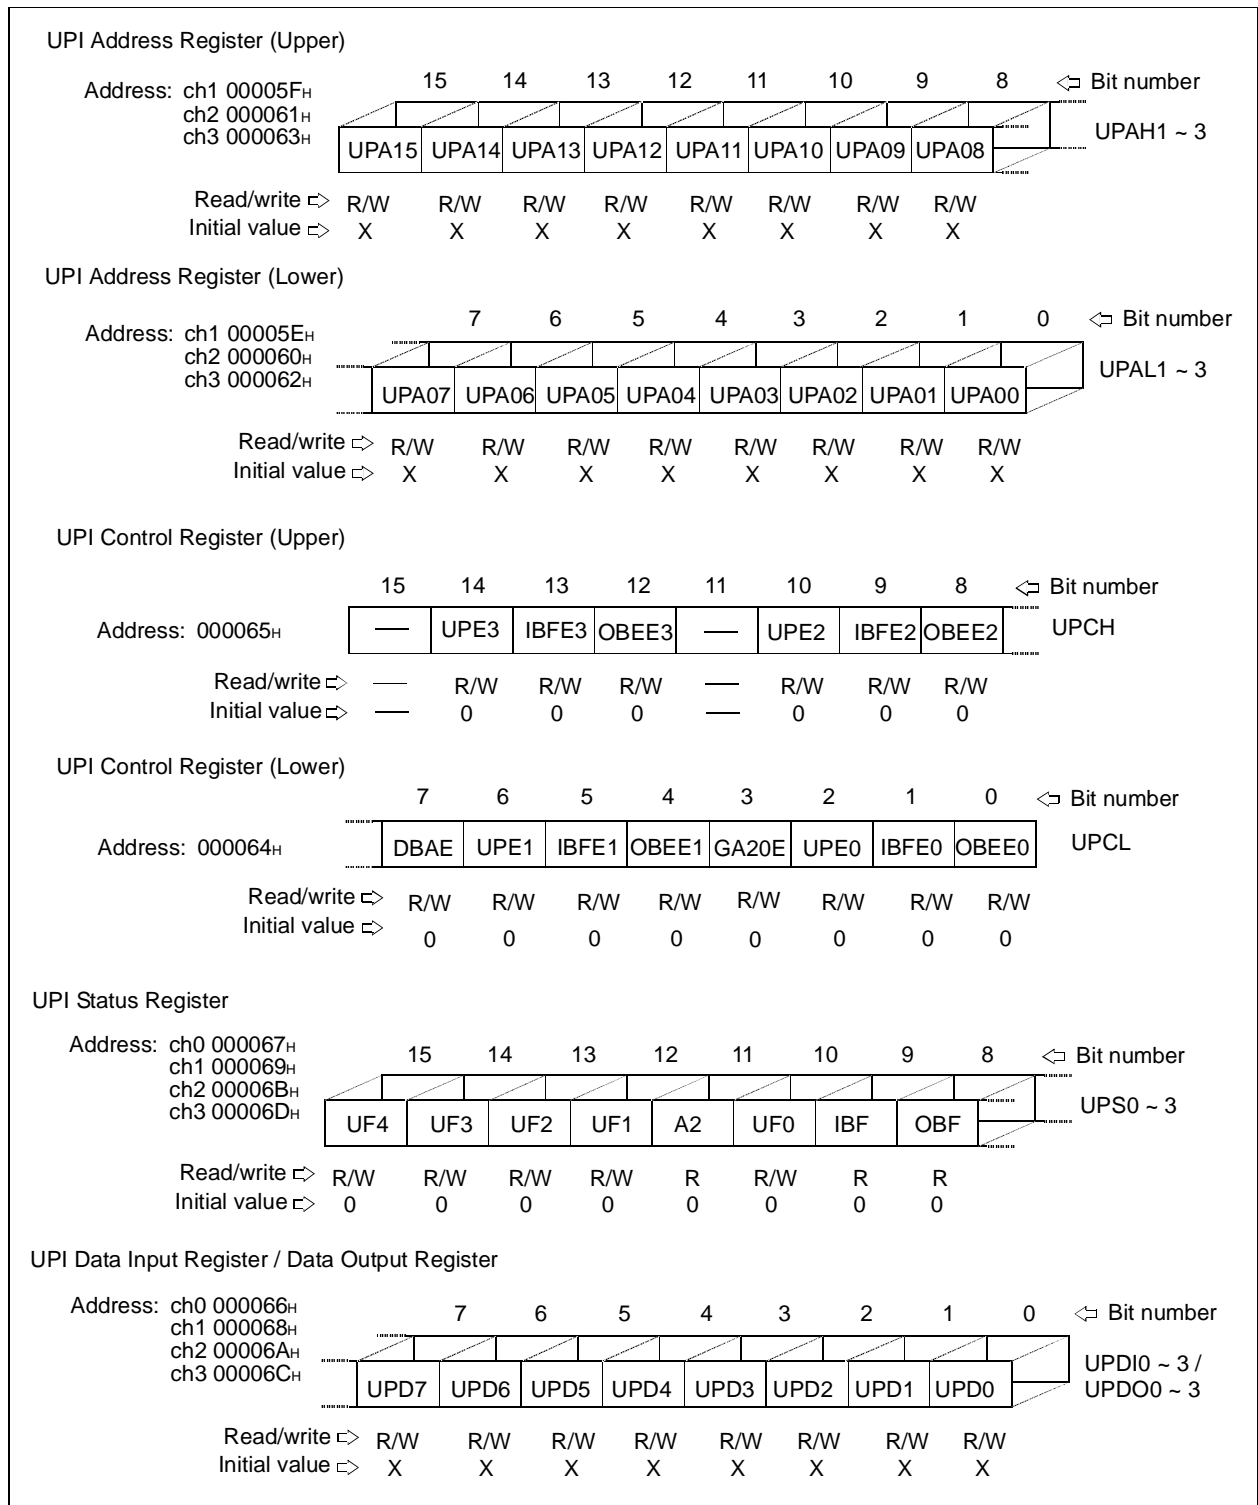 UPI Address Register (Upper)
15 14 13 12 11 10 9 8 ⇦ Bit number
Address: ch1 00005FH
ch2 000061H
ch3 000063H
UPA15 UPA14 UPA13 UPA12 UPA11 UPA10 UPA09 UPA08 UPAH1 ~ 3
Read/write ⇨ R/W R/W R/W R/W R/W R/W R/W R/W
Initial value ⇨ X X X X X X X X
UPI Address Register (Lower)
7 6 5 4 3 2 1 0 ⇦ Bit number
Address: ch1 00005EH
ch2 000060H
ch3 000062H
UPA07 UPA06 UPA05 UPA04 UPA03 UPA02 UPA01 UPA00 UPAL1 ~ 3
Read/write ⇨ R/W R/W R/W R/W R/W R/W R/W R/W
Initial value ⇨ X X X X X X X X
UPI Control Register (Upper)
15 14 13 12 11 10 9 8 ⇦ Bit number
Address: 000065H — UPE3 IBFE3 OBEE3 — UPE2 IBFE2 OBEE2 UPCH
Read/write ⇨ — R/W R/W R/W — R/W R/W R/W
Initial value ⇨ — 0 0 0 — 0 0 0
UPI Control Register (Lower)
7 6 5 4 3 2 1 0 ⇦ Bit number
Address: 000064H DBAE UPE1 IBFE1 OBEE1 GA20E UPE0 IBFE0 OBEE0 UPCL
Read/write ⇨ R/W R/W R/W R/W R/W R/W R/W R/W
Initial value ⇨ 0 0 0 0 0 0 0 0
UPI Status Register
Address: ch0 000067H
15 14 13 12 11 10 9 8 ⇦ Bit number
ch1 000069H
ch2 00006BH
ch3 00006DH
UF4 UF3 UF2 UF1 A2 UF0 IBF OBF UPS0 ~ 3
Read/write ⇨ R/W R/W R/W R/W R R/W R R
Initial value ⇨ 0 0 0 0 0 0 0 0
UPI Data Input Register / Data Output Register
Address: ch0 000066H
7 6 5 4 3 2 1 0 ⇦ Bit number
ch1 000068H
ch2 00006AH
ch3 00006CH
UPD7 UPD6 UPD5 UPD4 UPD3 UPD2 UPD1 UPD0 UPDI0 ~ 3 /
UPDO0 ~ 3
Read/write ⇨ R/W R/W R/W R/W R/W R/W R/W R/W
Initial value ⇨ X X X X X X X X